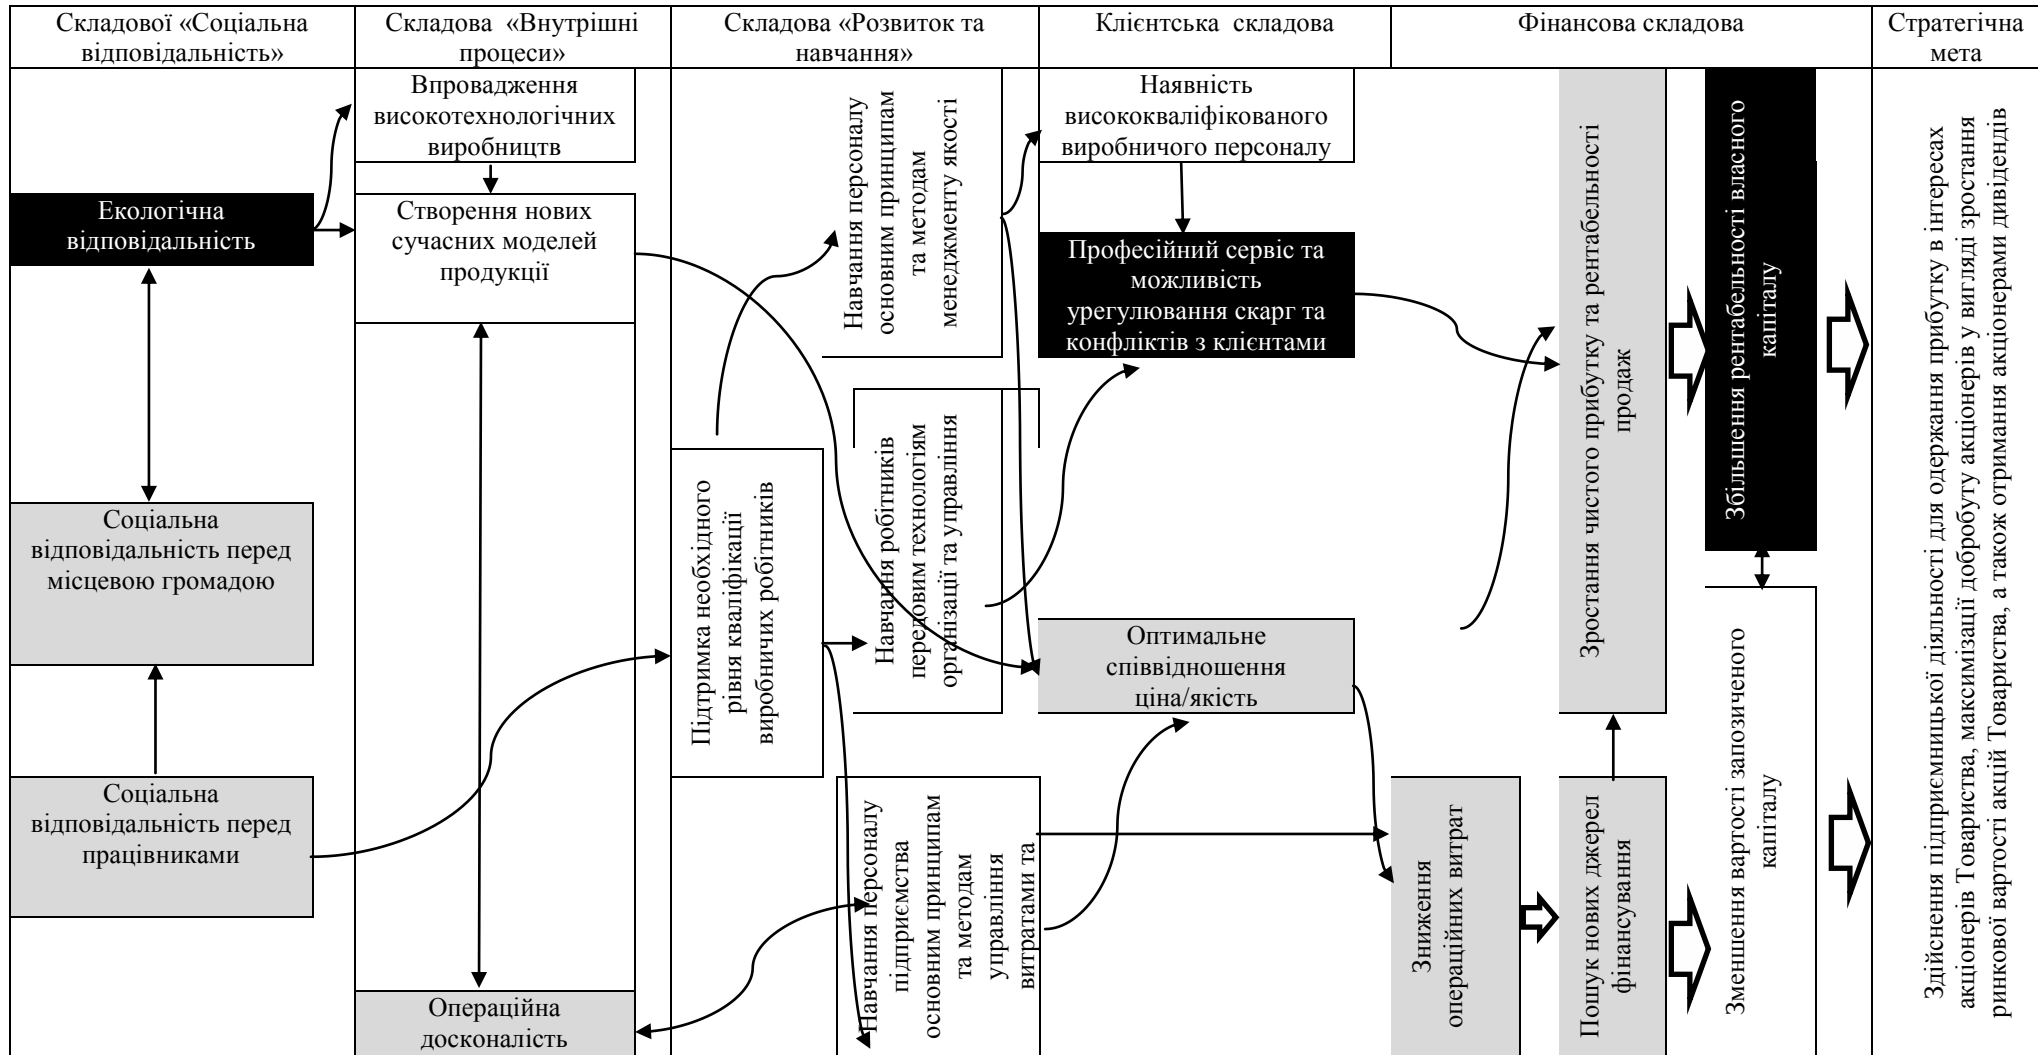 Складової «Соціальна
відповідальність»
Складова «Внутрішні
процеси»
Складова «Розвиток та
навчання»
Клієнтська складова
Фінансова складова
Стратегічна
мета
Екологічна
відповідальність
Соціальна
відповідальність перед
місцевою громадою
Соціальна
відповідальність перед
працівниками
Впровадження
високотехнологічних
виробництв
Створення нових
сучасних моделей
продукції
Операційна
досконалість
Підтримка необхідного
рівня кваліфікації
виробничих робітників
Навчання персоналу
основним принципам
та методам
менеджменту якості
Навчання робітників
передовим технологіям
організації та управління
Навчання персоналу
підприємства
основним принципам
та методам
управління
витратами та
Наявність
висококваліфікованого
виробничого персоналу
Професійний сервіс та
можливість
урегулювання скарг та
конфліктів з клієнтами
Оптимальне
співвідношення
ціна/якість
Зниження
операційних витрат
Зростання чистого прибутку та рентабельності
продаж
Пошук нових джерел
фінансування
Збільшення рентабельності власного
капіталу
Зменшення вартості запозиченого
капіталу
Здійснення підприємницької діяльності для одержання прибутку в інтересах
акціонерів Товариства, максимізації добробуту акціонерів у вигляді зростання
ринкової вартості акцій Товариства, а також отримання акціонерами дивідендів